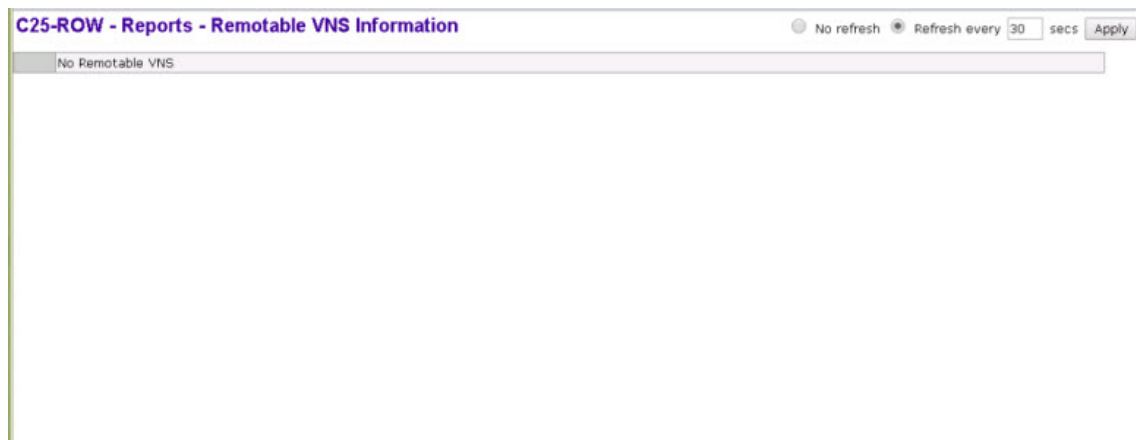 C25-ROW - Reports - Remotable VNS Information
No refresh Refresh every 30 secs Apply
No Remotable VNS